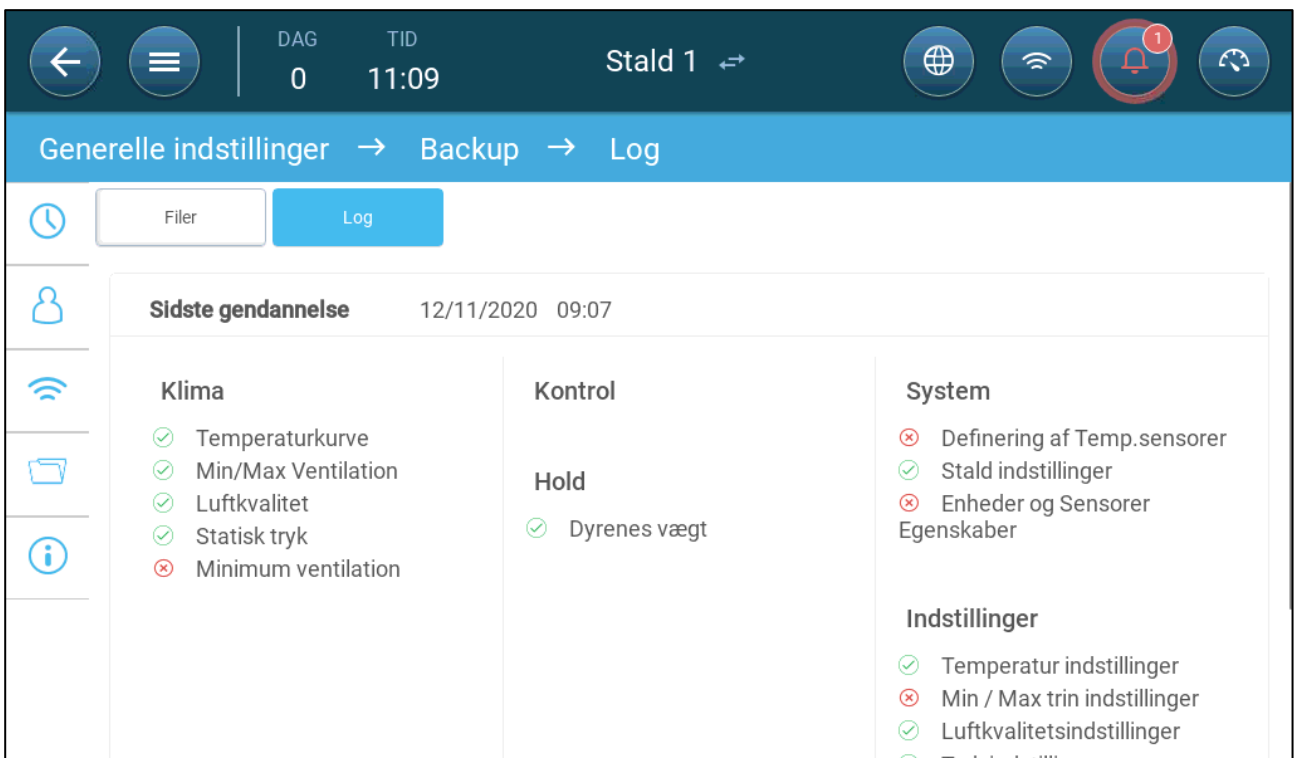 DAG
0
TID
11:09
Stald 1
1
Generelle indstillinger → Backup → Log
Filer
Log
Sidste gendannelse 12/11/2020 09:07
Klima
Temperaturkurve
Min/Max Ventilation
Luftkvalitet
Statisk tryk
Minimum ventilation
Kontrol
Hold
Dyrenes vægt
System
Definering af Temp.sensorer
Stald indstillinger
Enheder og Sensorer
Egenskaber
Indstillinger
Temperatur indstillinger
Min / Max trin indstillinger
Luftkvalitetsindstillinger